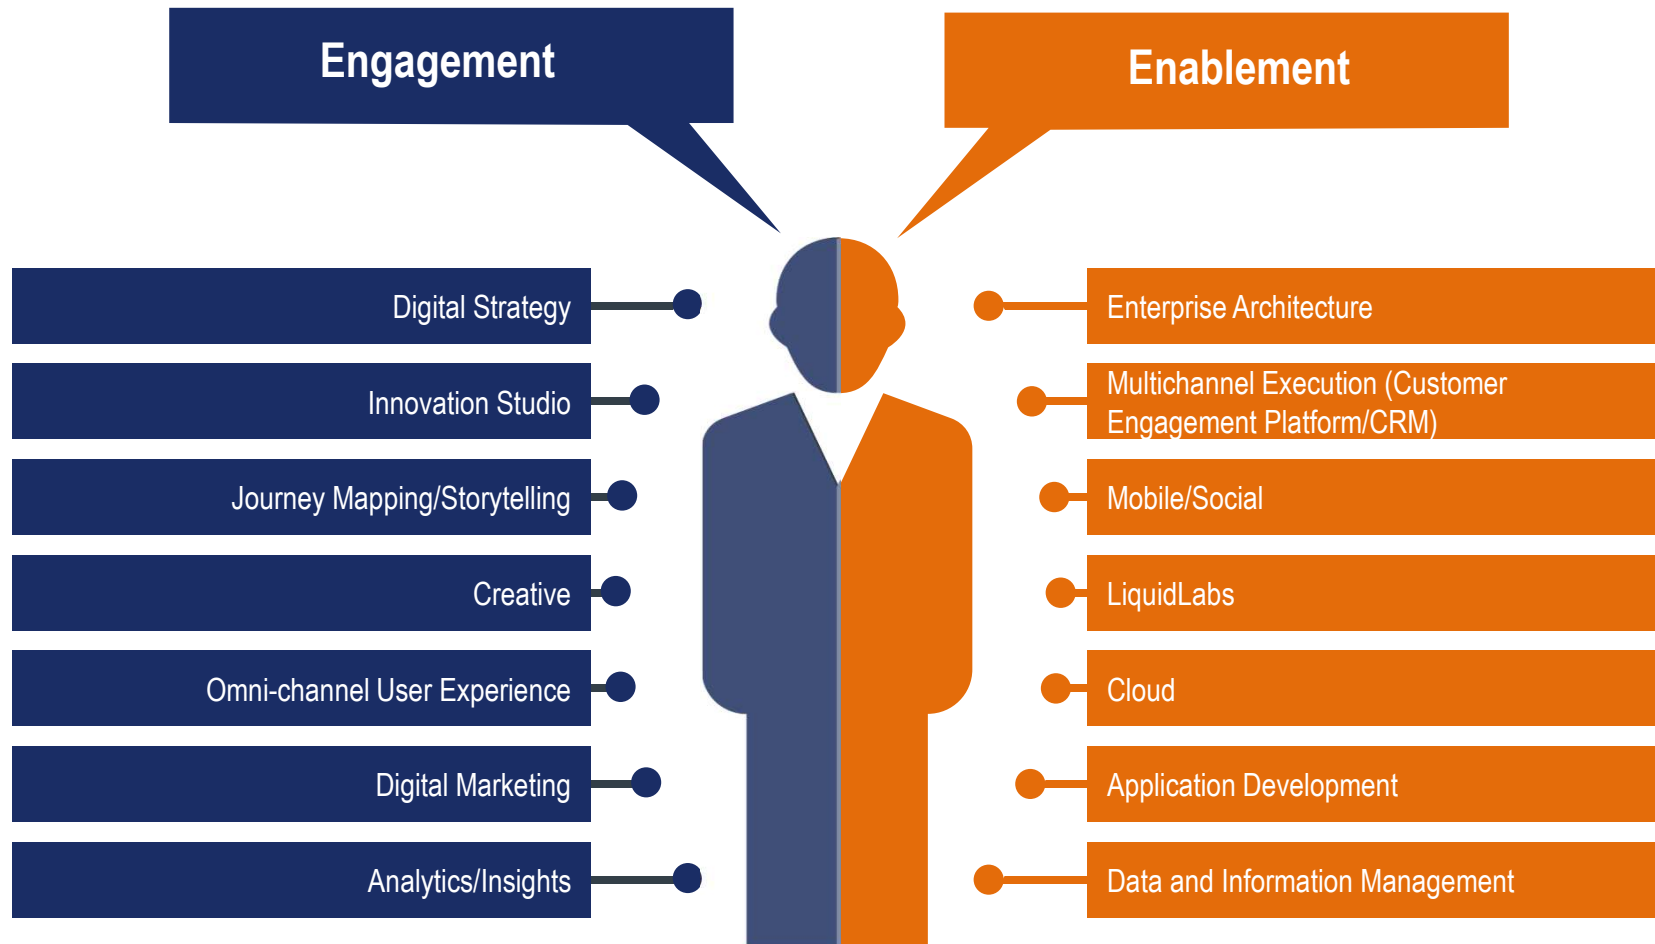 Engagement
Enablement
Digital Strategy
Innovation Studio
Journey Mapping/Storytelling
Creative
Omni-channel User Experience
Digital Marketing
Analytics/Insights
Enterprise Architecture
Multichannel Execution (Customer
Engagement Platform/CRM)
Mobile/Social
LiquidLabs
Cloud
Application Development
Data and Information Management